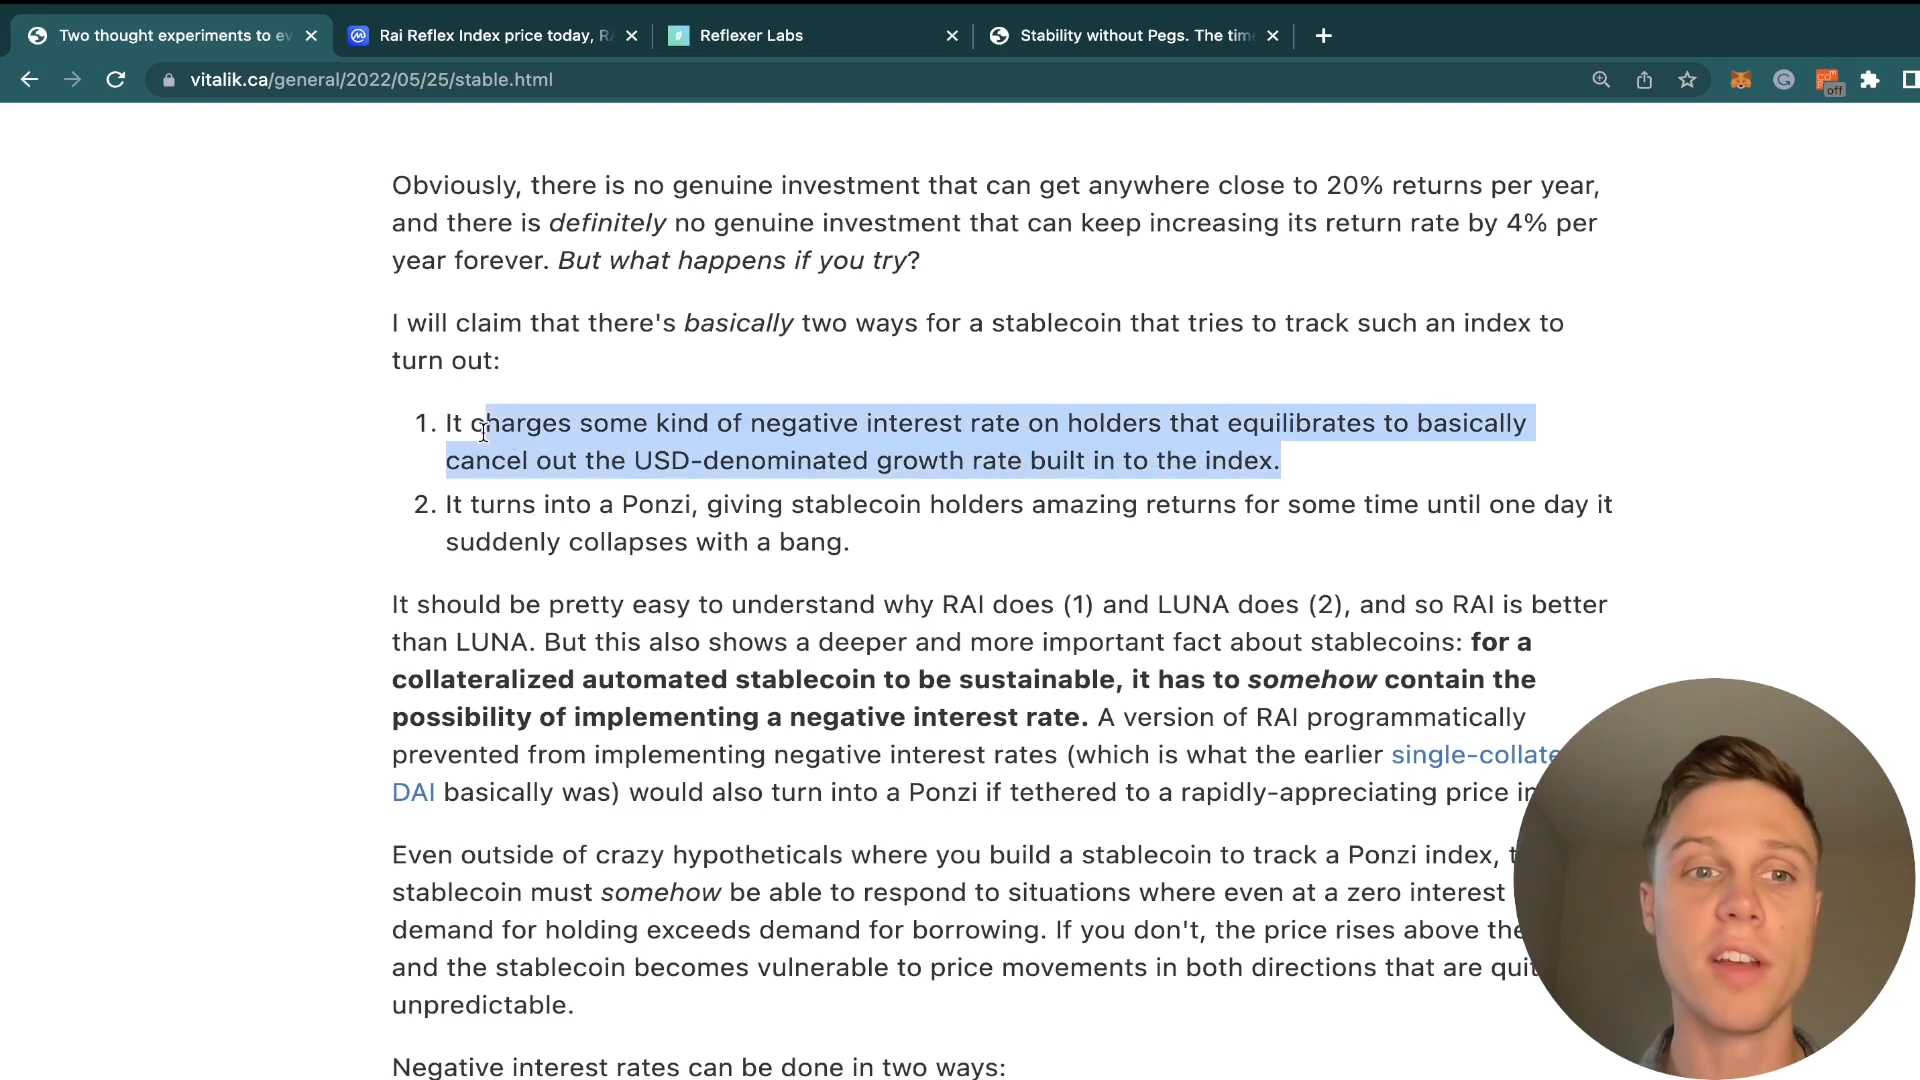 Two thought experiments to ev
Rai Reflex Index price today, R
Reflexer Labs
Stability without Pegs. The tim
vitalik.ca/general/2022/05/25/stable.html
off
Obviously, there is no genuine investment that can get anywhere close to 20% returns per year,
and there is definitely no genuine investment that can keep increasing its return rate by 4% per
year forever. But what happens if you try?
I will claim that there's basically two ways for a stablecoin that tries to track such an index to
turn out:
1. It charges some kind of negative interest rate on holders that equilibrates to basically
cancel out the USD-denominated growth rate built in to the index.
2. It turns into a Ponzi, giving stablecoin holders amazing returns for some time until one day it
suddenly collapses with a bang.
It should be pretty easy to understand why RAI does (1) and LUNA does (2), and so RAI is better
than LUNA. But this also shows a deeper and more important fact about stablecoins: for a
collateralized automated stablecoin to be sustainable, it has to somehow contain the
possibility of implementing a negative interest rate. A version of RAI programmatically
prevented from implementing negative interest rates (which is what the earlier single-collate
DAI basically was) would also turn into a Ponzi if tethered to a rapidly-appreciating price in
Even outside of crazy hypotheticals where you build a stablecoin to track a Ponzi index, t
stablecoin must somehow be able to respond to situations where even at a zero interest
demand for holding exceeds demand for borrowing. If you don't, the price rises above the
and the stablecoin becomes vulnerable to price movements in both directions that are quit
unpredictable.
Negative interest rates can be done in two ways: